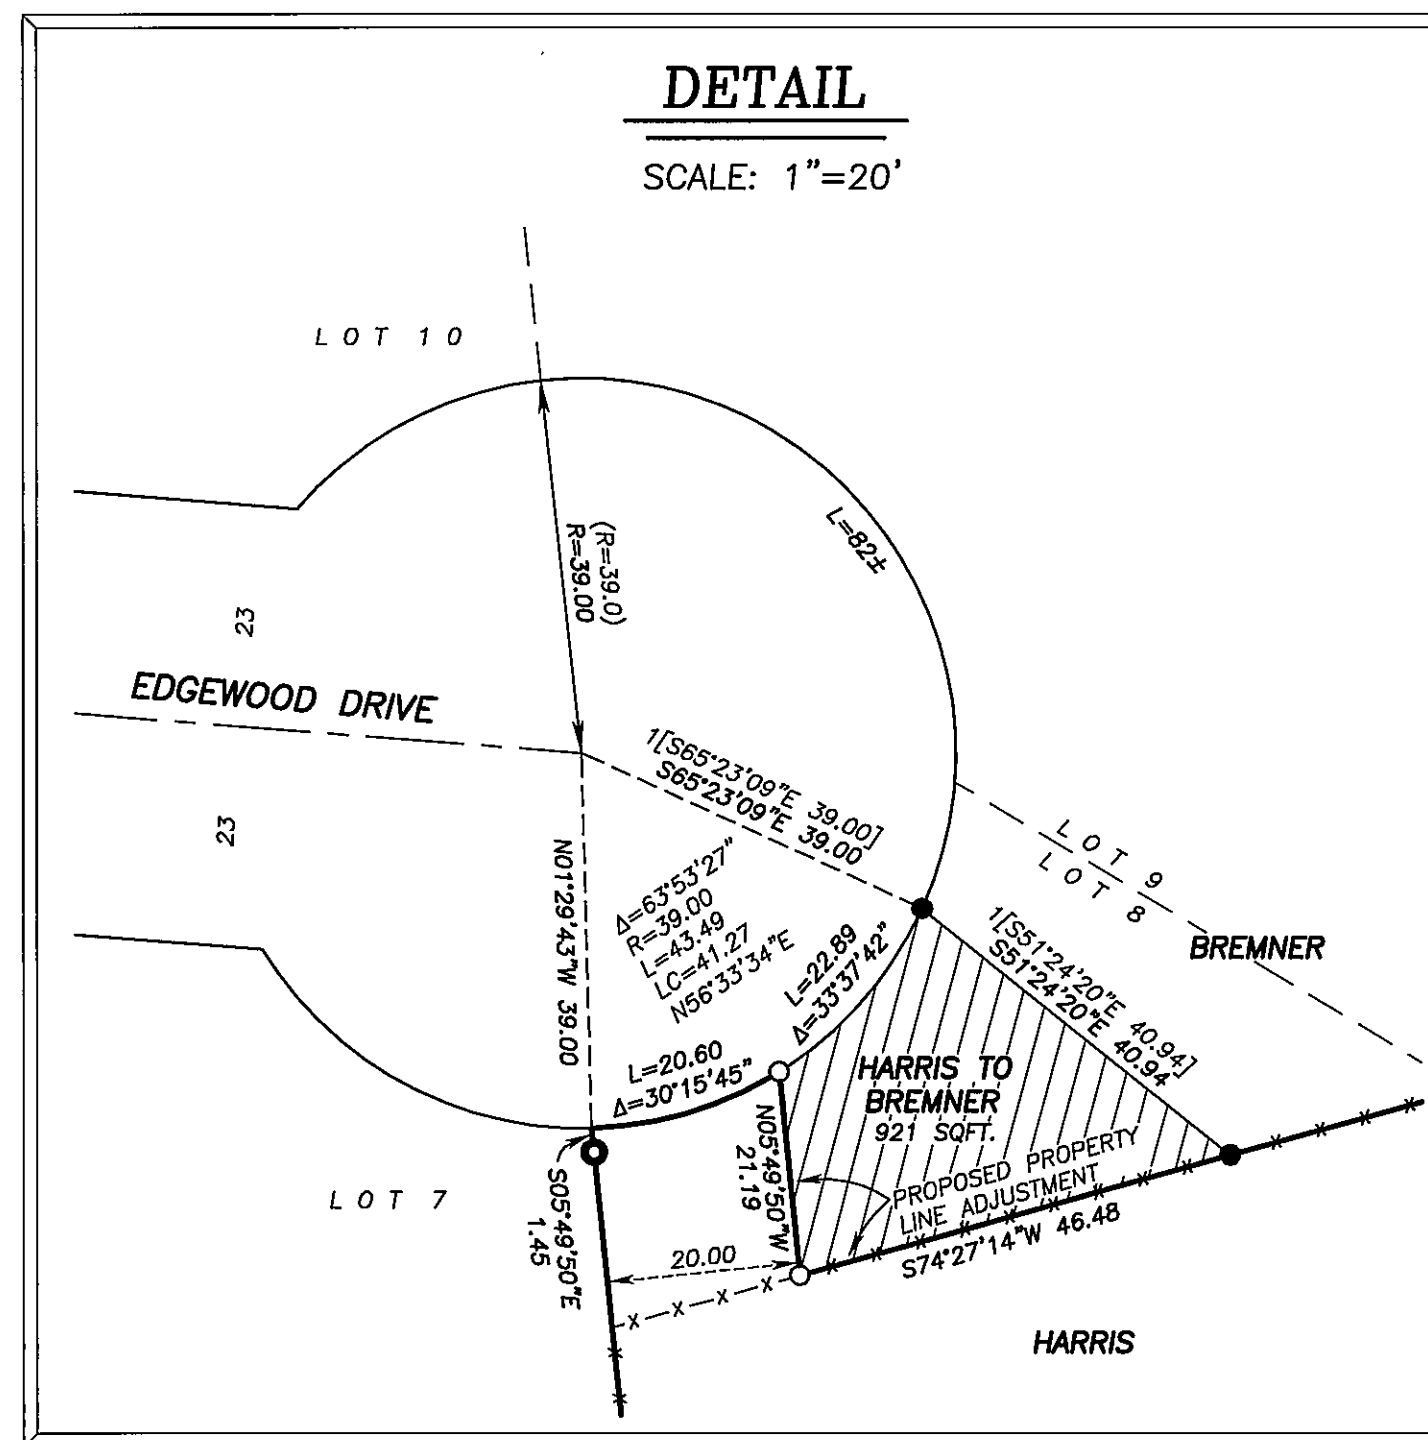 DETAIL
SCALE: 1"=20'
LOT 10
(R=39.0)
R=39.00
L=82±
23
EDGEWOOD DRIVE
23
1[S65°23'09"E 39.00]
S65°23'09"E 39.00
N01°29'43"W 39.00
Δ=63°53'27"
R=39.00
L=43.49
LC=41.27
N56°33'34"E
L=22.89
Δ=33°37'42"
L=20.60
Δ=30°15'45"
LOT 9
LOT 8
BREMNER
1[S51°24'20"E 40.94]
S51°24'20"E 40.94
HARRIS TO
BREMNER
921 SQFT.
N05°49'50"W
21.19
PROPOSED PROPERTY
LINE ADJUSTMENT
S74°27'14"W 46.48
LOT 7
S05°49'50"E
1.45
20.00
HARRIS